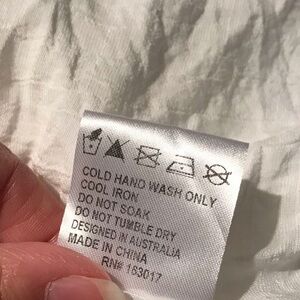 COLD HAND WASH ONLY
COOL IRON
DO NOT SOAK
DO NOT TUMBLE DRY
DESIGNED IN AUSTRALIA
MADE IN CHINA
RN# 163017